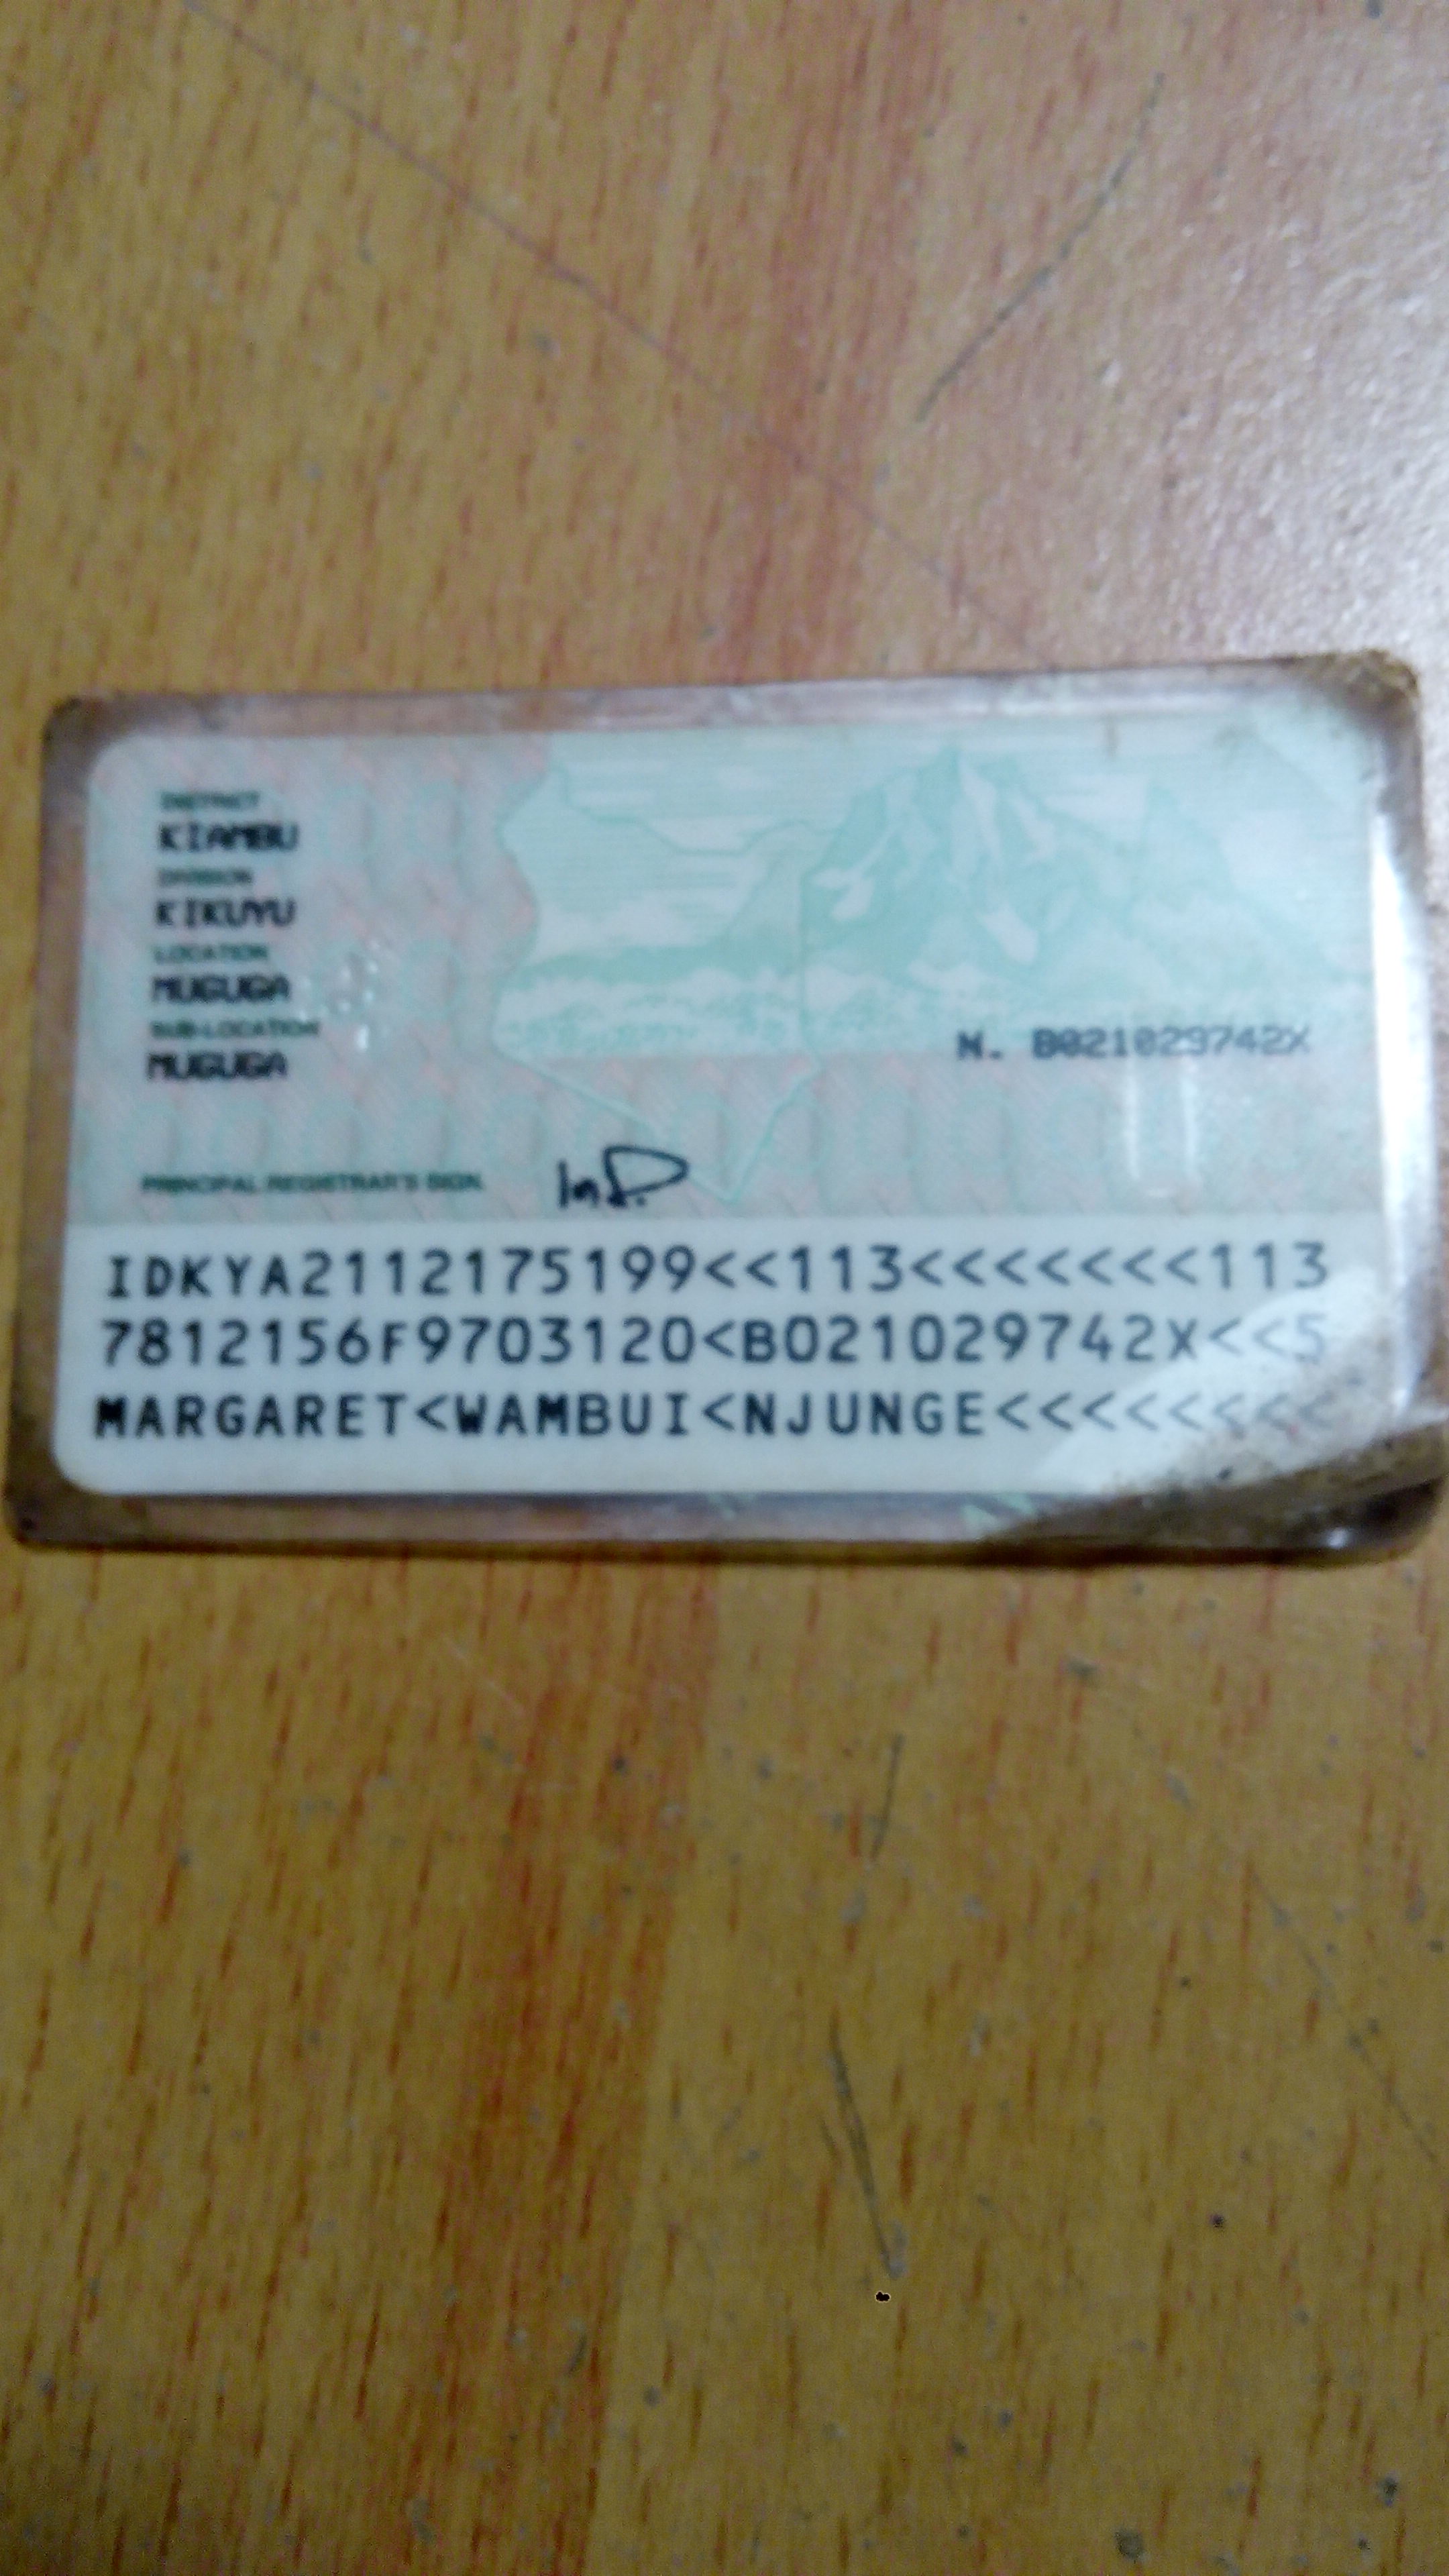 DISTRICT
KIAMBU
DIVISION
KIKUYU
LOCATION
MUGUGA
SUB-LOCATION
MUGUGA
N. B021029742X
PRINCIPAL REGISTRAR'S SIGN.
IDKYA2112175199<<113<<<<<<<<113
7812156F9703120<B021029742X<<5
MARGARET<WAMBUI<NJUNGE<<<<<<<<